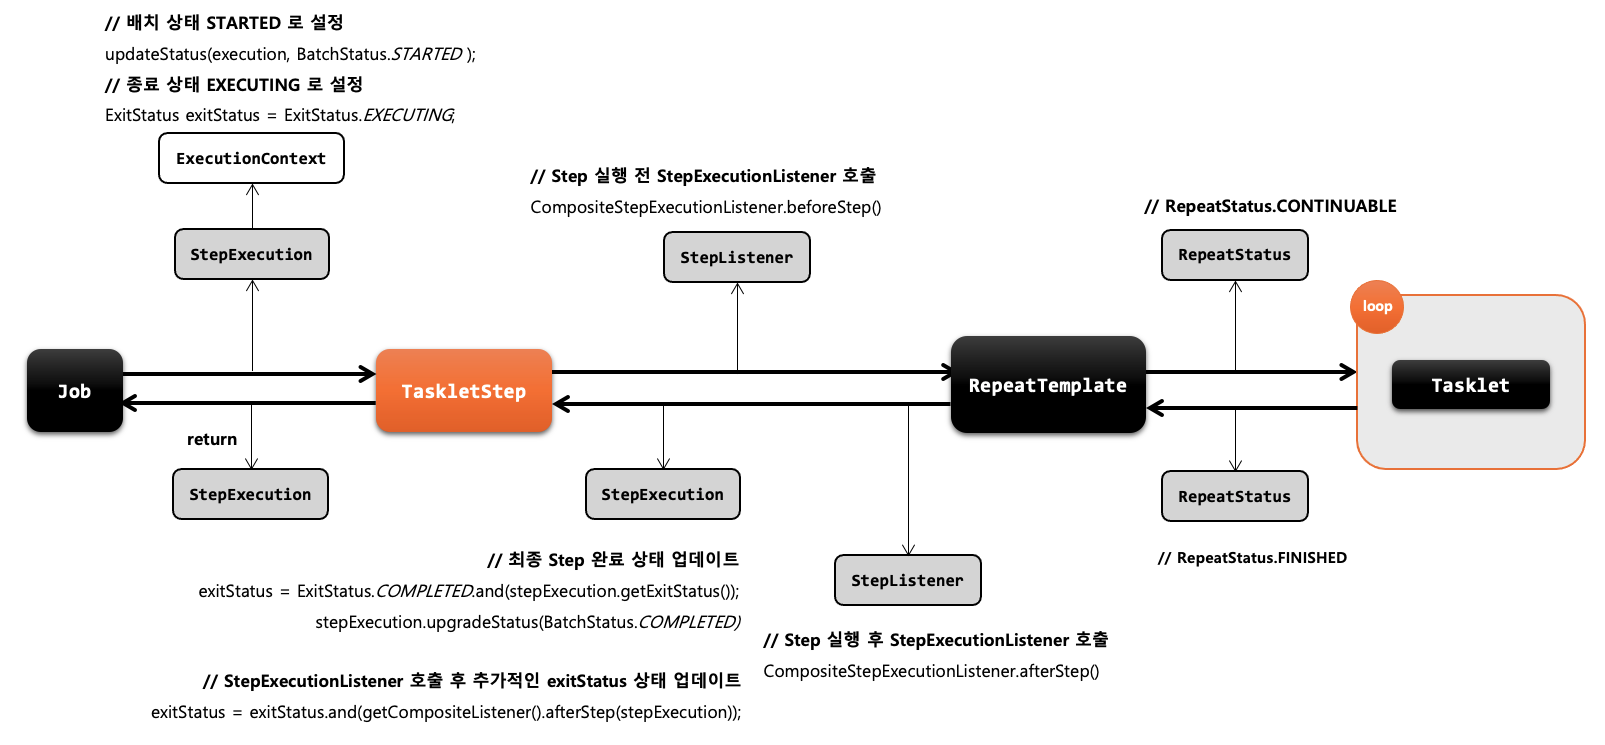 // 배치 상태 STARTED 로 설정
updateStatus(execution, BatchStatus.STARTED );
// 종료 상태 EXECUTING 로 설정
ExitStatus exitStatus = ExitStatus.EXECUTING;
ExecutionContext
StepExecution
// Step 실행 전 StepExecutionListener 호출
CompositeStepExecutionListener.beforeStep()
StepListener
// RepeatStatus.CONTINUABLE
RepeatStatus
loop
Job
TaskletStep
RepeatTemplate
Tasklet
return
StepExecution
StepExecution
RepeatStatus
// RepeatStatus.FINISHED
StepListener
// 최종 Step 완료 상태 업데이트
exitStatus = ExitStatus.COMPLETED.and(stepExecution.getExitStatus());
stepExecution.upgradeStatus(BatchStatus.COMPLETED)
// Step 실행 후 StepExecutionListener 호출
CompositeStepExecutionListener.afterStep()
// StepExecutionListener 호출 후 추가적인 exitStatus 상태 업데이트
exitStatus = exitStatus.and(getCompositeListener().afterStep(stepExecution));